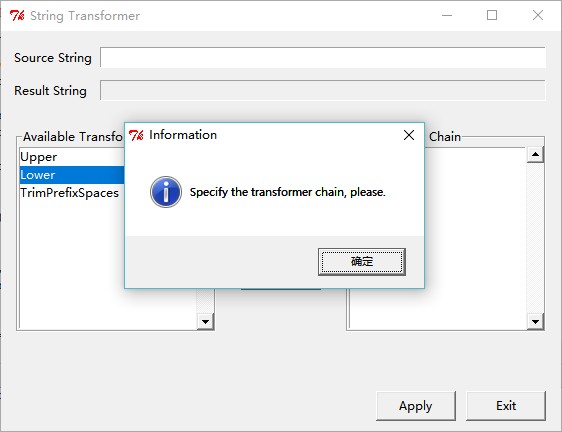 String Transformer
Source String
Result String
Information
Available Transfo
Chain
Upper
Lower
TrimPrefixSpaces
Specify the transformer chain, please.
确定
Apply
Exit